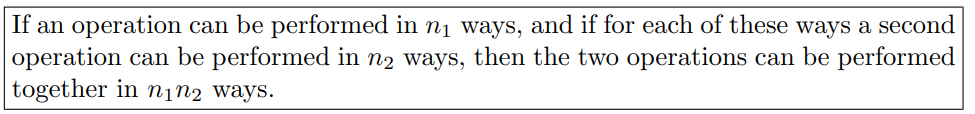 If an operation can be performed in n₁ ways, and if for each of these ways a second
operation can be performed in n₂ ways, then the two operations can be performed
together in n₁n₂ ways.